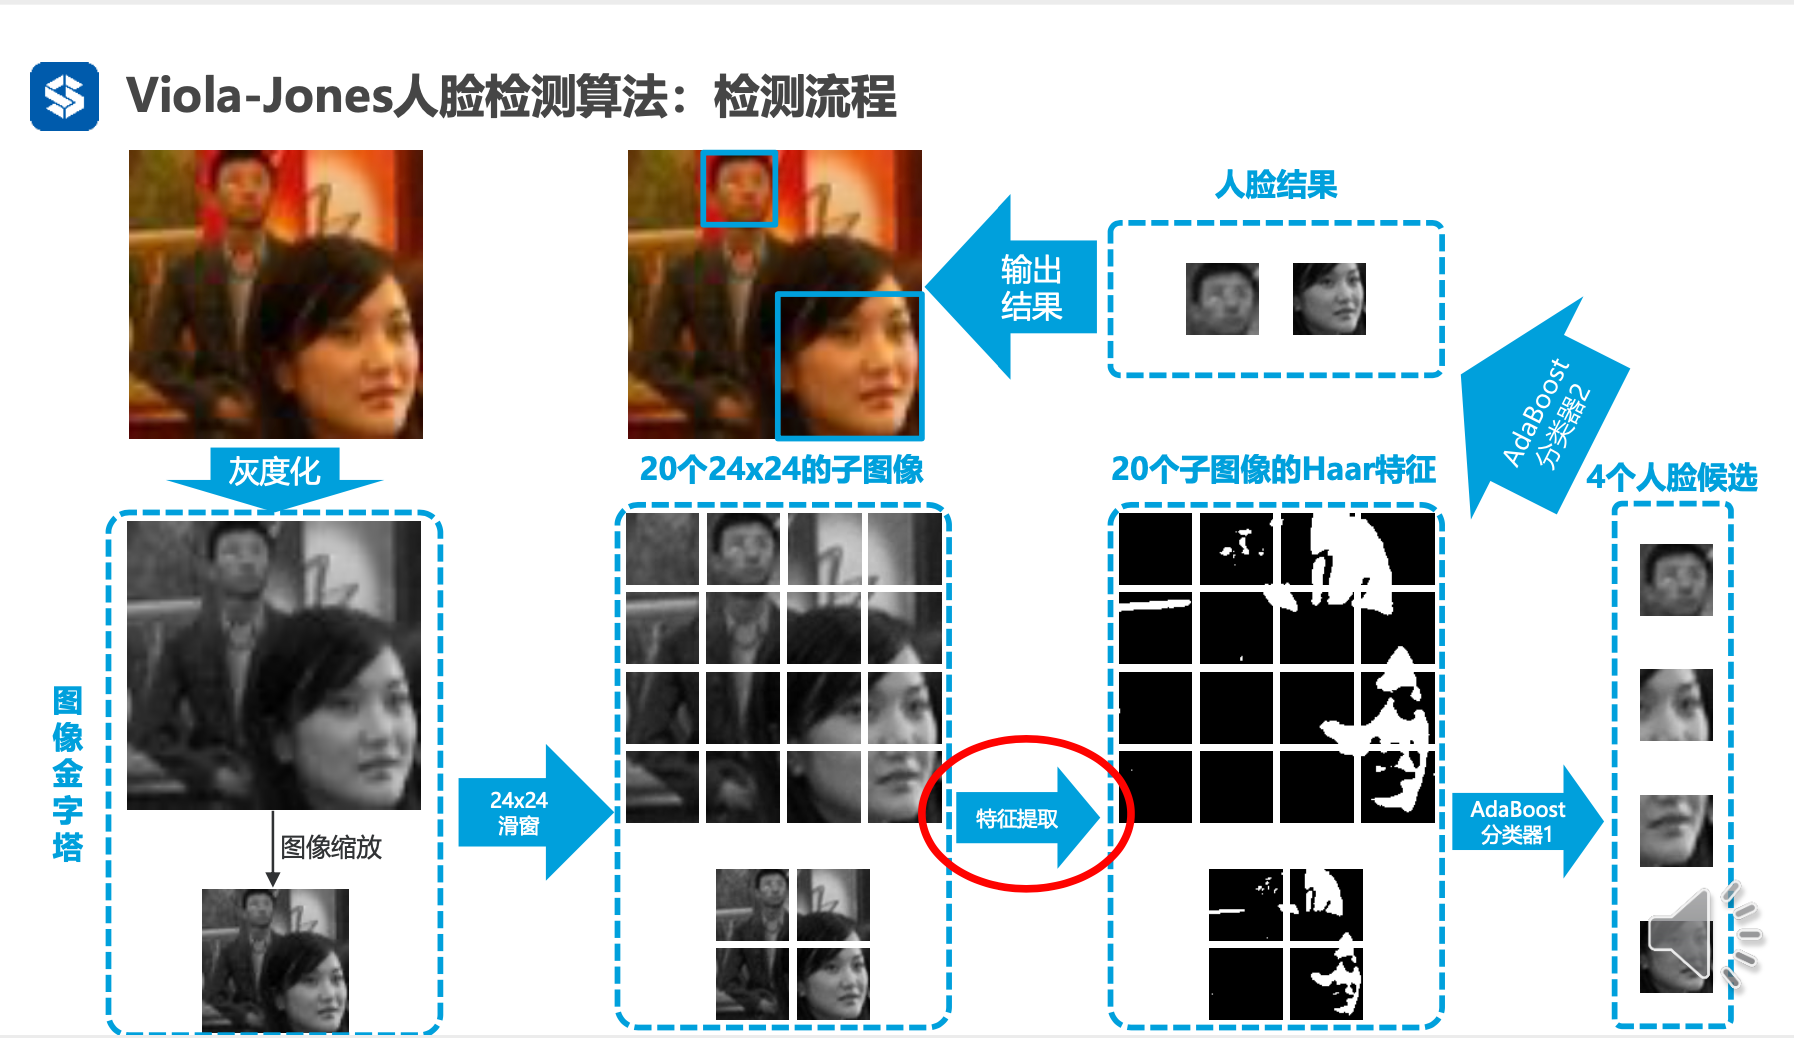 Viola-Jones人脸检测算法：检测流程
人脸结果
输出
结果
AdaBoost
分类器2
灰度化
20个24x24的子图像
20个子图像的Haar特征
4个人脸候选
图像金字塔
24x24
滑窗
特征提取
AdaBoost
分类器1
图像缩放